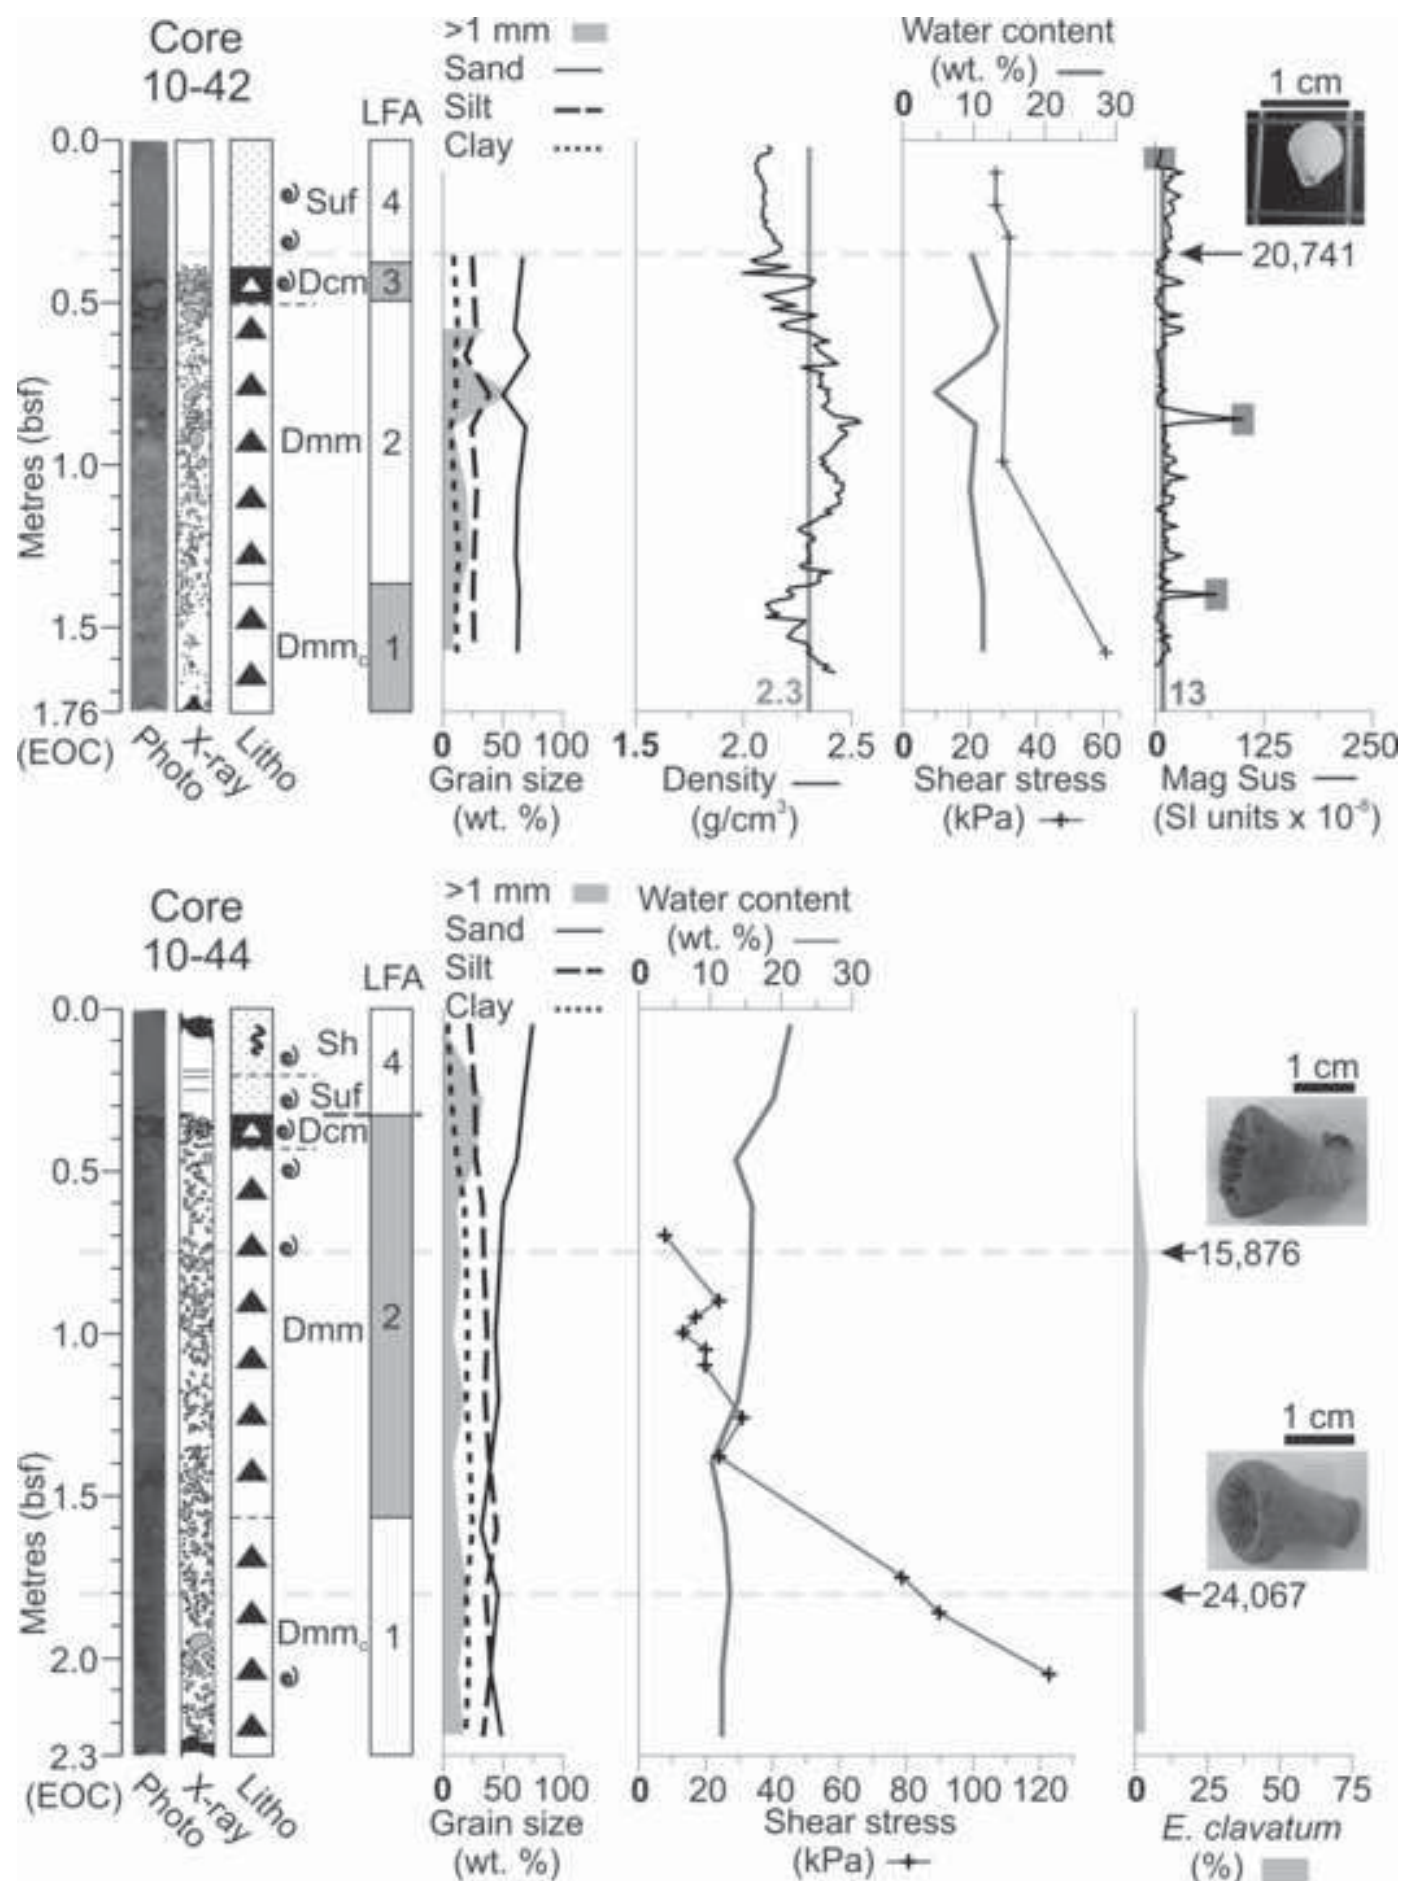 Core
10-42
LFA
>1 mm
Sand
Silt
Clay
Water content
(wt. %)
0 10 20 30
1 cm
0.0
0.5
1.0
1.5
1.76
(EOC)
Metres (bsf)
Suf
Dcm
Dmm
Dmmc
4
3
2
1
20,741
2.3
13
Photo
X-ray
Litho
0 50 100
Grain size
(wt. %)
1.5 2.0 2.5
Density
(g/cm³)
0 20 40 60
Shear stress
(kPa)
0 125 250
Mag Sus
(SI units x 10⁻⁸)
Core
10-44
LFA
>1 mm
Sand
Silt
Clay
Water content
(wt. %)
0 10 20 30
0.0
0.5
1.0
1.5
2.0
2.3
(EOC)
Metres (bsf)
Sh
Suf
Dcm
Dmm
Dmmc
4
2
1
1 cm
15,876
1 cm
24,067
Photo
X-ray
Litho
0 50 100
Grain size
(wt. %)
0 20 40 60 80 100 120
Shear stress
(kPa)
0 25 50 75
E. clavatum
(%)